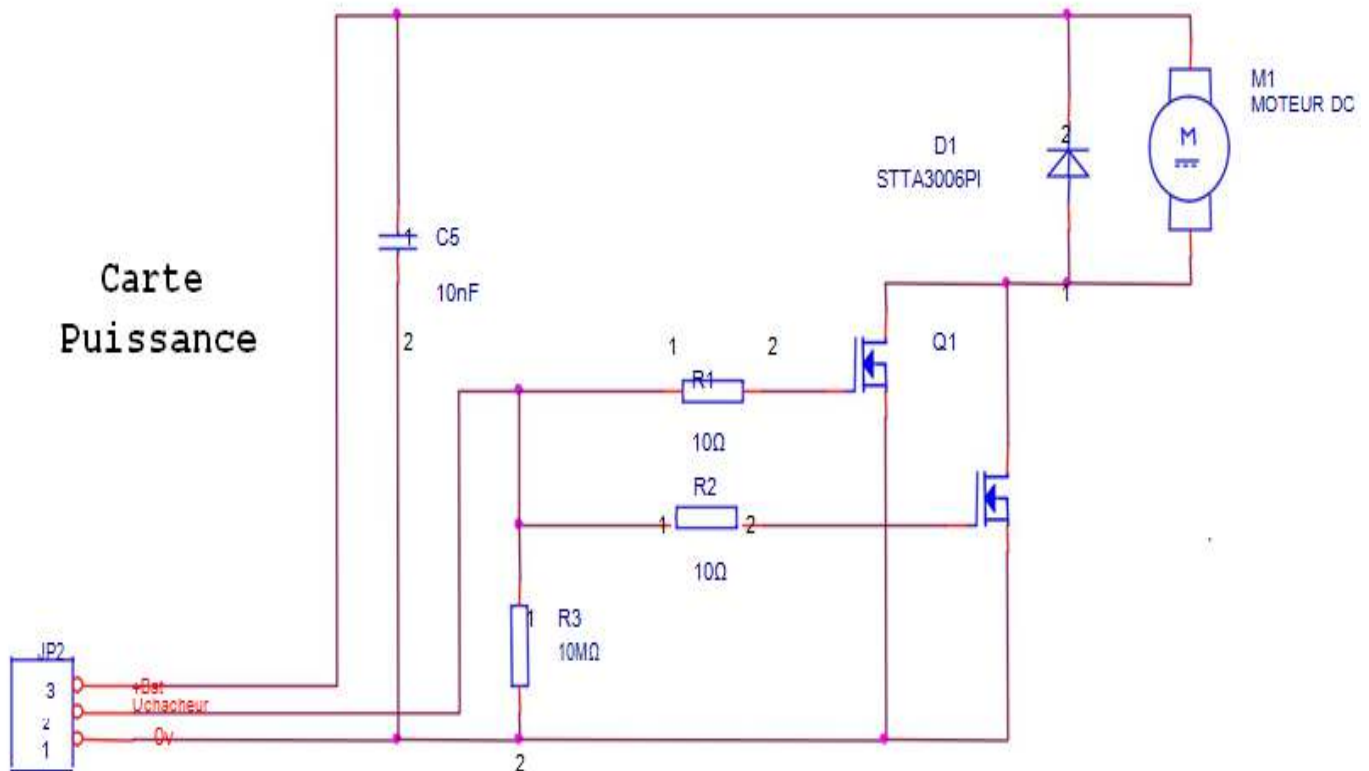 M1
MOTEUR DC
M
2
D1
STTA3006PI
1
C5
10nF
2
Carte
Puissance
1
2
1
Q1
R1
10Ω
R2
1
2
10Ω
1
R3
10MΩ
2
JP2
3
+Bat
Uchacheur
2
0v
1